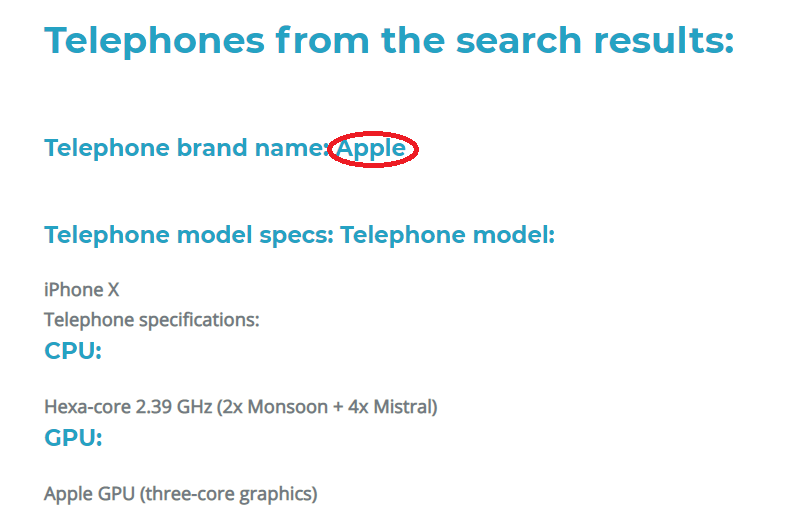 Telephones from the search results:
Telephone brand name: Apple
Telephone model specs: Telephone model:
iPhone X
Telephone specifications:
CPU:
Hexa-core 2.39 GHz (2x Monsoon + 4x Mistral)
GPU:
Apple GPU (three-core graphics)